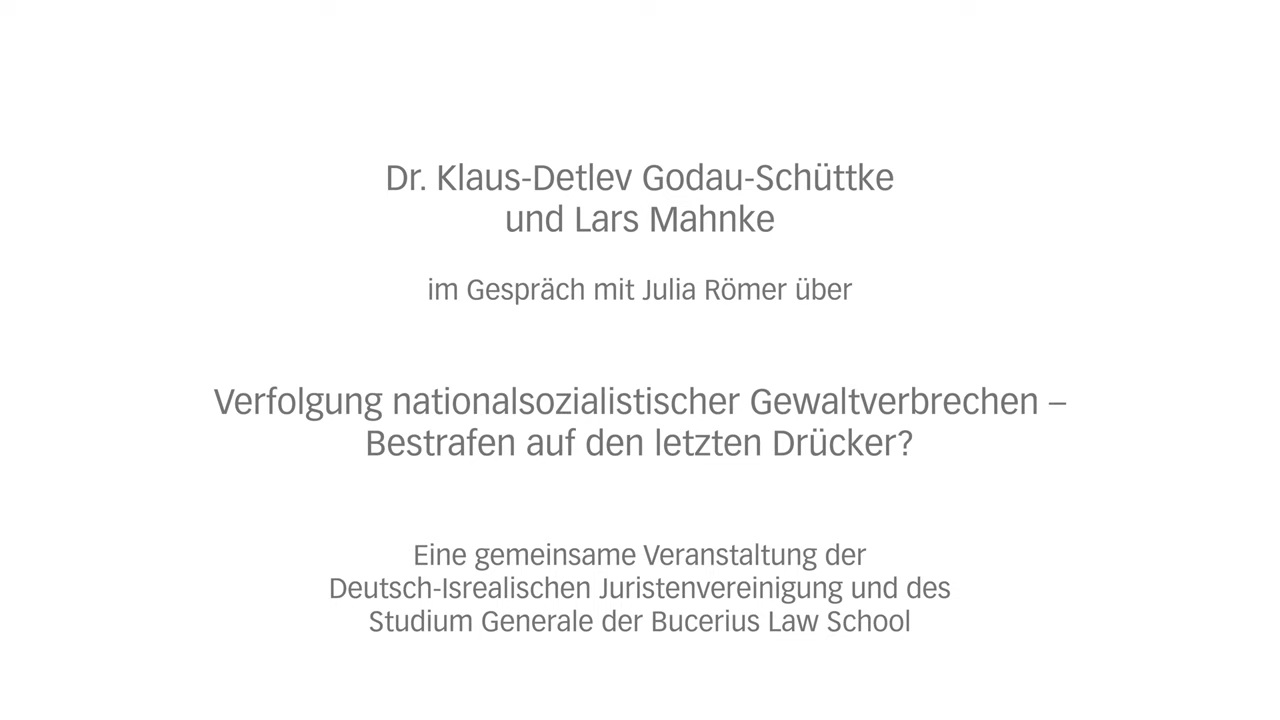 Dr. Klaus-Detlev Godau-Schüttke
und Lars Mahnke
im Gespräch mit Julia Römer über
Verfolgung nationalsozialistischer Gewaltverbrechen –
Bestrafen auf den letzten Drücker?
Eine gemeinsame Veranstaltung der
Deutsch-Isrealischen Juristenvereinigung und des
Studium Generale der Bucerius Law School